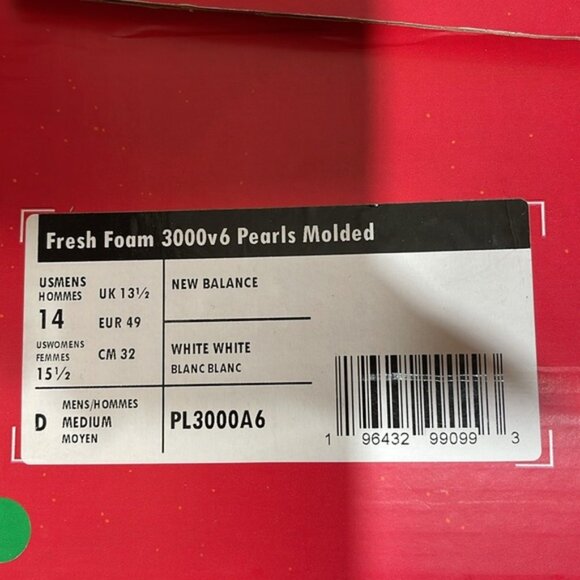 Fresh Foam 3000v6 Pearls Molded
USMENS
HOMMES
14
USWOMENS
FEMMES
15½
UK 13½
EUR 49
CM 32
NEW BALANCE
WHITE WHITE
BLANC BLANC
D
MENS/HOMMES
MEDIUM
MOYEN
PL3000A6
1 96432 99099 3